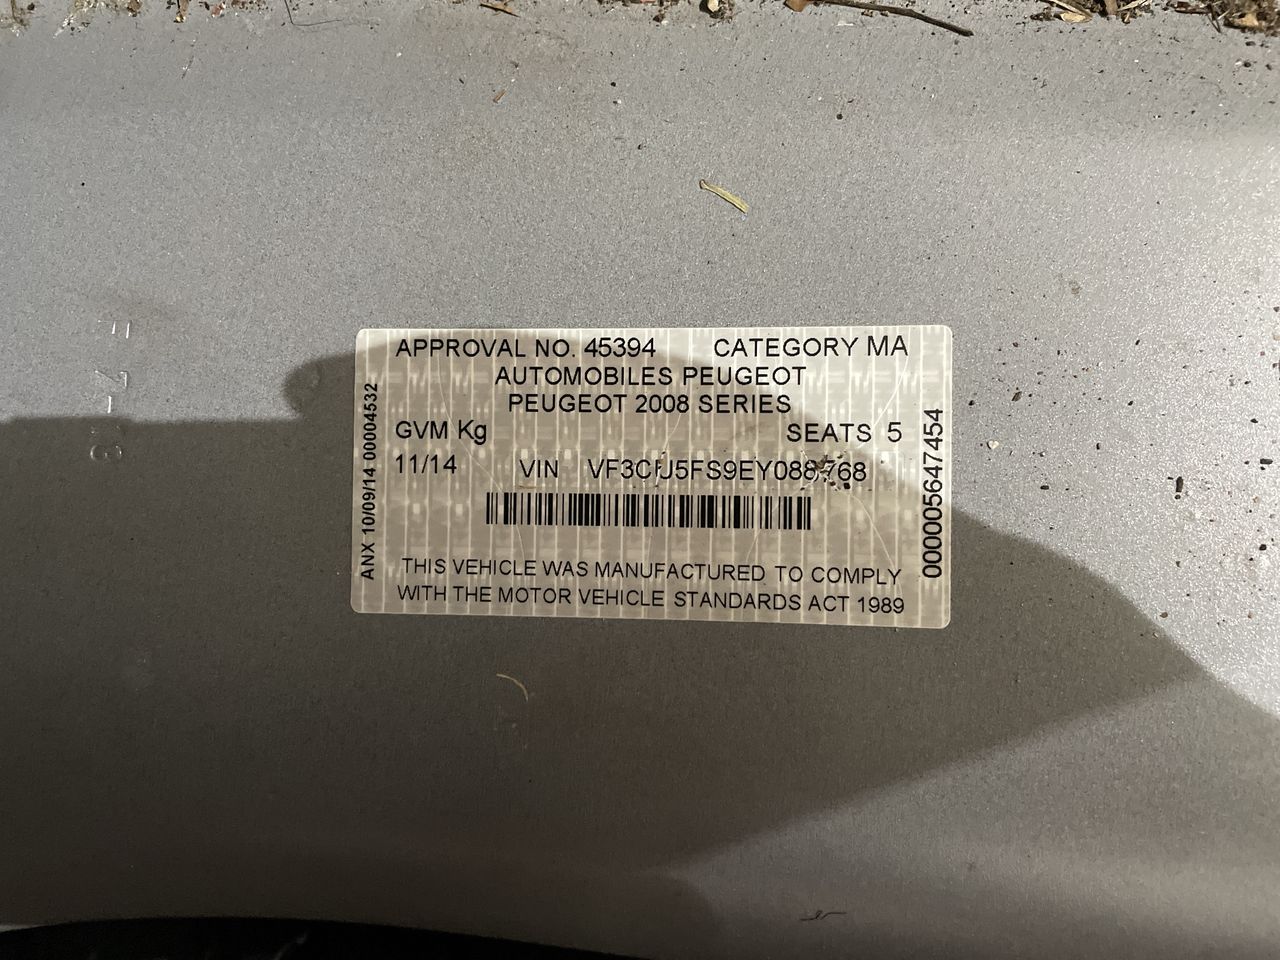 APPROVAL NO. 45394 CATEGORY MA
AUTOMOBILES PEUGEOT
PEUGEOT 2008 SERIES
GVM Kg SEATS 5
11/14 VIN
THIS VEHICLE WAS MANUFACTURED TO COMPLY
WITH THE MOTOR VEHICLE STANDARDS ACT 1989
ANX 10/09/14 00004532
000005647454